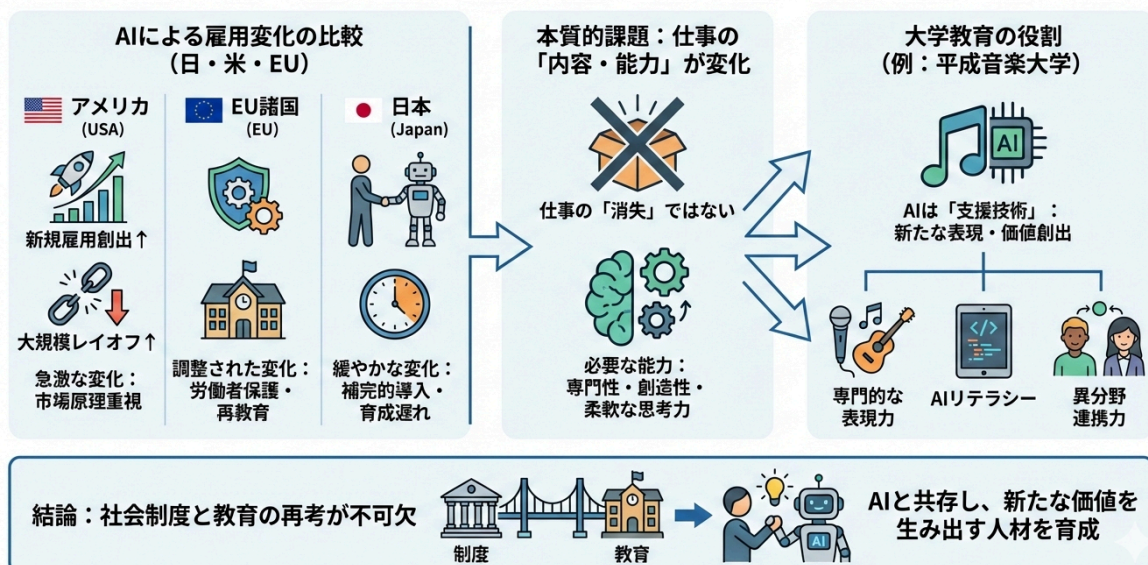 AIによる雇用変化の比較
（日・米・EU）
アメリカ
(USA)
新規雇用創出↑
大規模レイオフ↑
急激な変化：
市場原理重視
EU諸国
(EU)
調整された変化：
労働者保護・
再教育
日本
(Japan)
緩やかな変化：
補完的導入・
育成遅れ
本質的課題：仕事の
「内容・能力」が変化
仕事の「消失」ではない
必要な能力：
専門性・創造性・
柔軟な思考力
大学教育の役割
（例：平成音楽大学）
AI
AIは「支援技術」：
新たな表現・価値創出
専門的な
表現力
</>
AIリテラシー
異分野
連携力
結論：社会制度と教育の再考が不可欠
制度
教育
AI
AIと共存し、新たな価値を
生み出す人材を育成